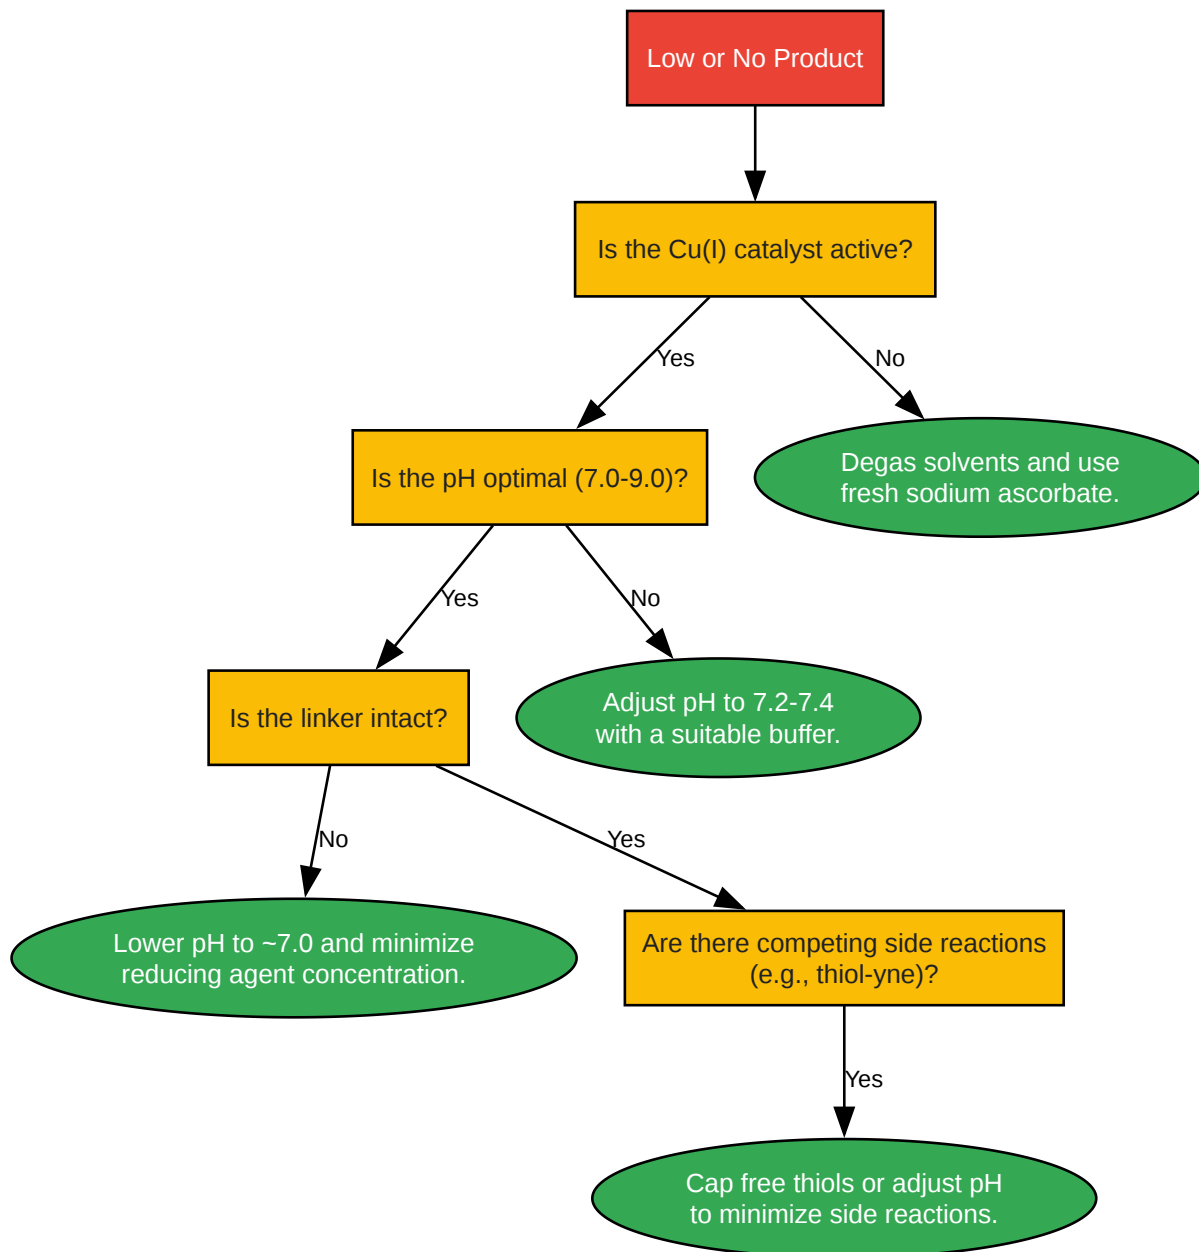 Low or No Product
Is the Cu(I) catalyst active?
Yes
No
Is the pH optimal (7.0-9.0)?
Degas solvents and use
fresh sodium ascorbate.
Yes
No
Is the linker intact?
Adjust pH to 7.2-7.4
with a suitable buffer.
No
Yes
Lower pH to ~7.0 and minimize
reducing agent concentration.
Are there competing side reactions
(e.g., thiol-yne)?
Yes
Cap free thiols or adjust pH
to minimize side reactions.